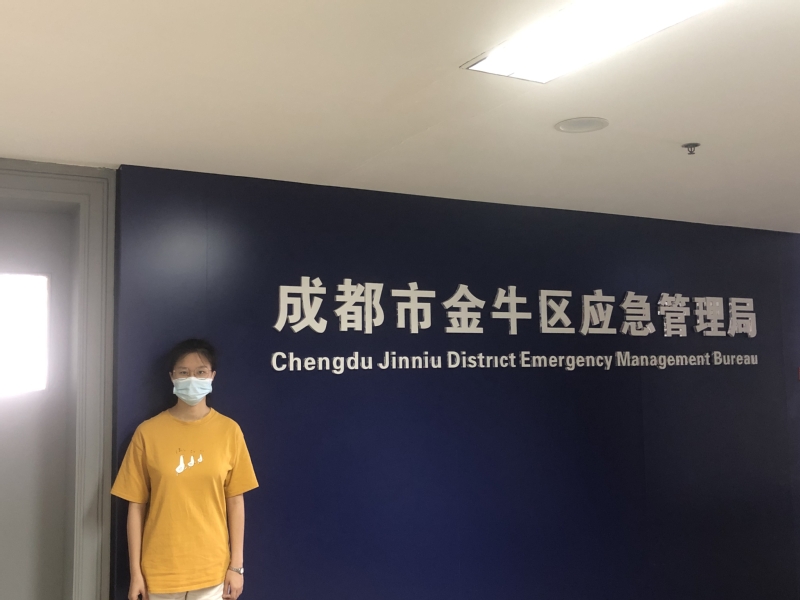 成都市金牛区应急管理局
Chengdu Jinniu District Emergency Management Bureau